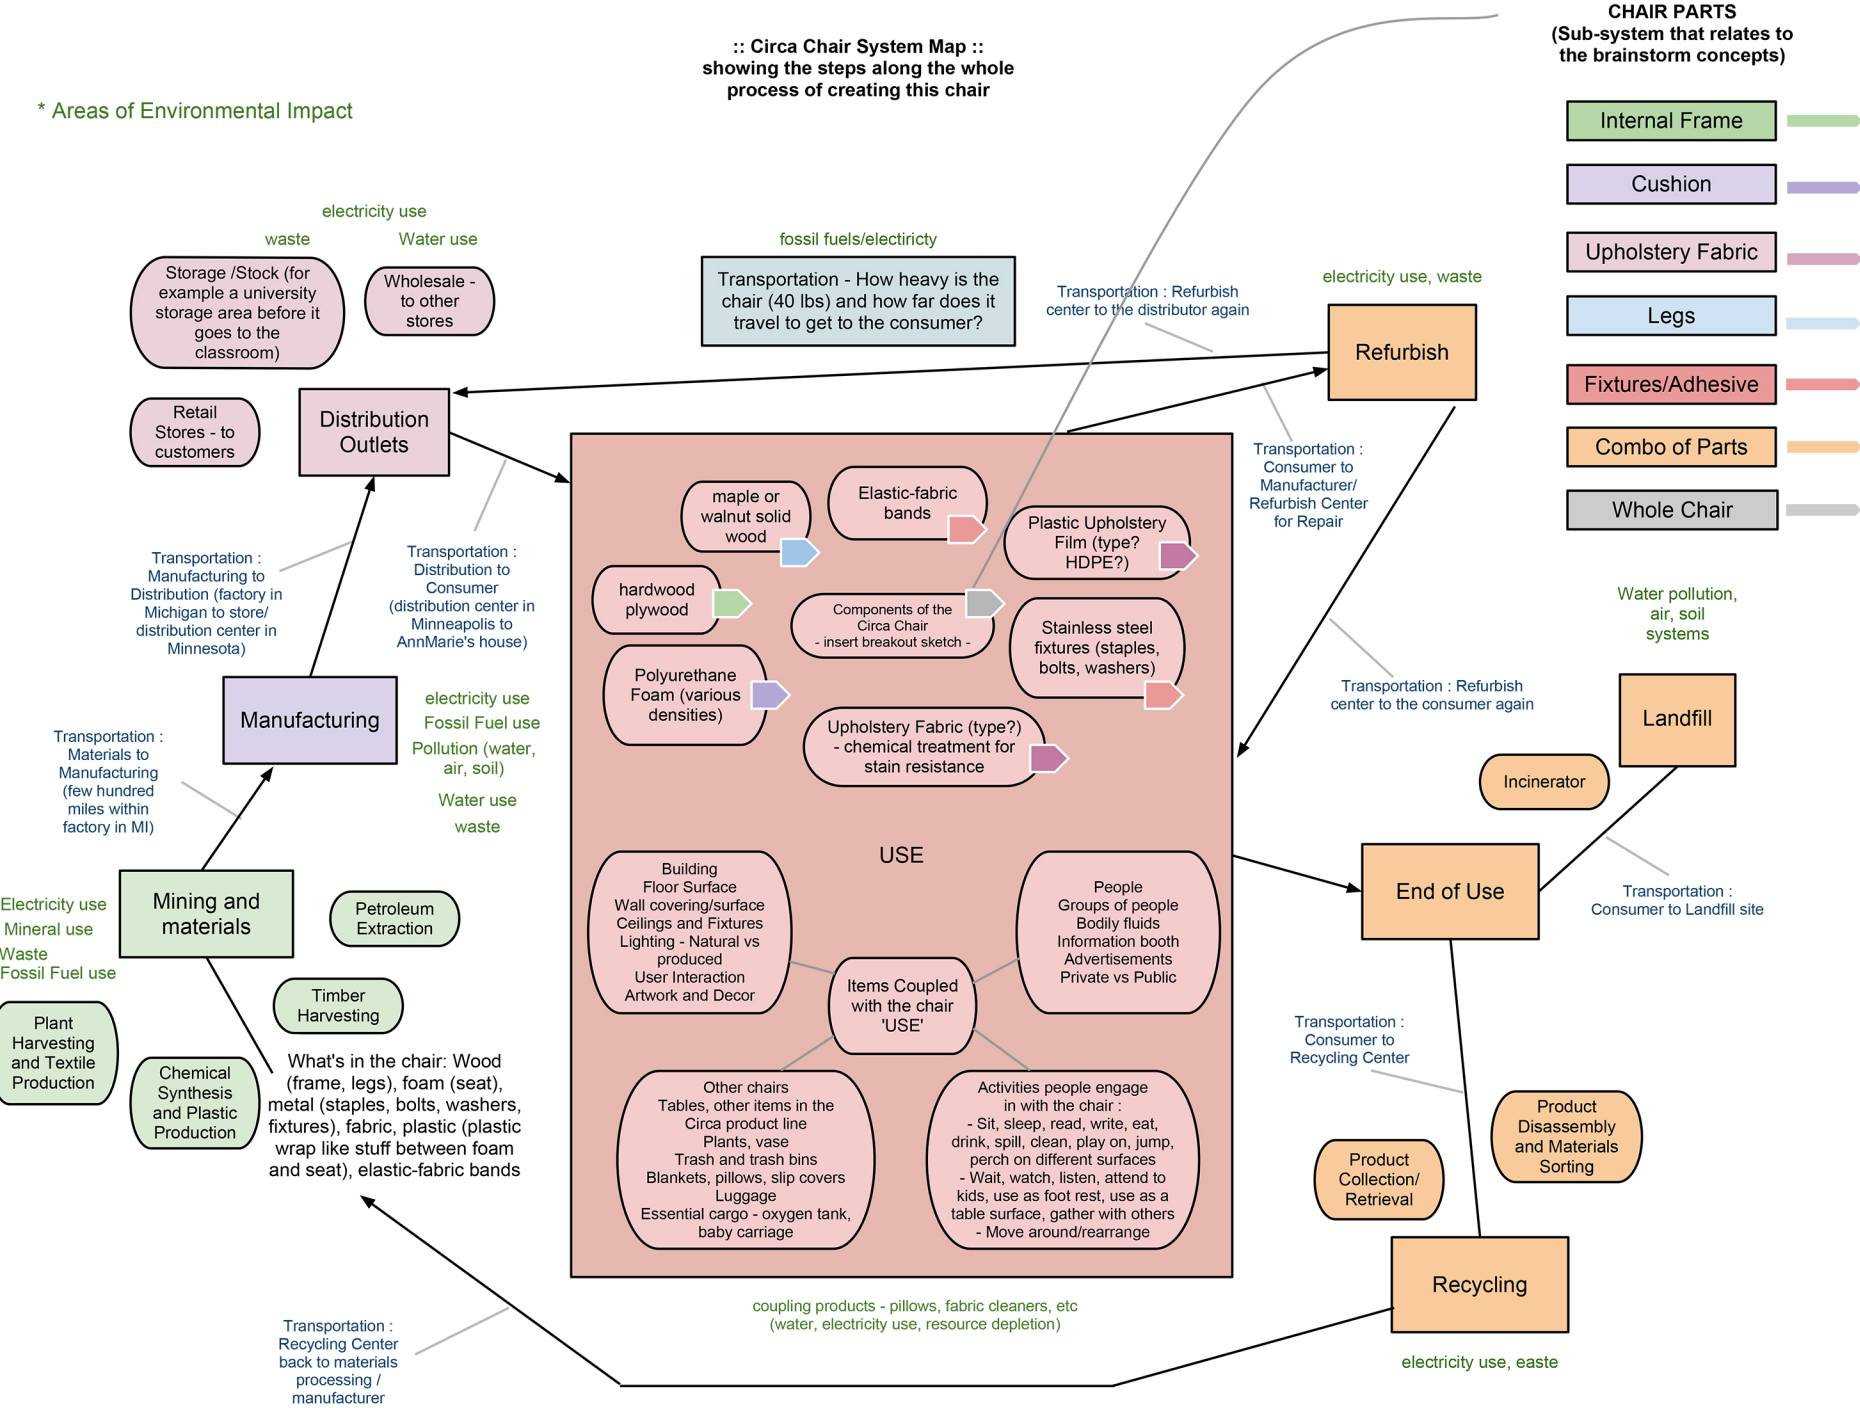 :: Circa Chair System Map ::
showing the steps along the whole
process of creating this chair
CHAIR PARTS
(Sub-system that relates to
the brainstorm concepts)
* Areas of Environmental Impact
Internal Frame
Cushion
Upholstery Fabric
Legs
Fixtures/Adhesive
Combo of Parts
Whole Chair
electricity use
waste
Water use
Storage /Stock (for
example a university
storage area before it
goes to the
classroom)
Wholesale -
to other
stores
Retail
Stores - to
customers
Distribution
Outlets
fossil fuels/electiricty
Transportation - How heavy is the
chair (40 lbs) and how far does it
travel to get to the consumer?
Transportation : Refurbish
center to the distributor again
electricity use, waste
Refurbish
Transportation :
Consumer to
Manufacturer/
Refurbish Center
for Repair
Transportation :
Manufacturing to
Distribution (factory in
Michigan to store/
distribution center in
Minnesota)
Transportation :
Distribution to
Consumer
(distribution center in
Minneapolis to
AnnMarie's house)
maple or
walnut solid
wood
Elastic-fabric
bands
Plastic Upholstery
Film (type?
HDPE?)
hardwood
plywood
Components of the
Circa Chair
- insert breakout sketch -
Stainless steel
fixtures (staples,
bolts, washers)
Polyurethane
Foam (various
densities)
Upholstery Fabric (type?)
- chemical treatment for
stain resistance
Transportation : Refurbish
center to the consumer again
Water pollution,
air, soil
systems
Landfill
Incinerator
Manufacturing
electricity use
Fossil Fuel use
Pollution (water,
air, soil)
Water use
waste
Transportation :
Materials to
Manufacturing
(few hundred
miles within
factory in MI)
USE
Building
Floor Surface
Wall covering/surface
Ceilings and Fixtures
Lighting - Natural vs
produced
User Interaction
Artwork and Decor
People
Groups of people
Bodily fluids
Information booth
Advertisements
Private vs Public
Items Coupled
with the chair
'USE'
Other chairs
Tables, other items in the
Circa product line
Plants, vase
Trash and trash bins
Blankets, pillows, slip covers
Luggage
Essential cargo - oxygen tank,
baby carriage
Activities people engage
in with the chair :
- Sit, sleep, read, write, eat,
drink, spill, clean, play on, jump,
perch on different surfaces
- Wait, watch, listen, attend to
kids, use as foot rest, use as a
table surface, gather with others
- Move around/rearrange
End of Use
Transportation :
Consumer to Landfill site
Mining and
materials
Electricity use
Mineral use
Waste
Fossil Fuel use
Petroleum
Extraction
Timber
Harvesting
Plant
Harvesting
and Textile
Production
Chemical
Synthesis
and Plastic
Production
What's in the chair: Wood
(frame, legs), foam (seat),
metal (staples, bolts, washers,
fixtures), fabric, plastic (plastic
wrap like stuff between foam
and seat), elastic-fabric bands
Transportation :
Consumer to
Recycling Center
Product
Disassembly
and Materials
Sorting
Product
Collection/
Retrieval
Recycling
electricity use, easte
coupling products - pillows, fabric cleaners, etc
(water, electricity use, resource depletion)
Transportation :
Recycling Center
back to materials
processing /
manufacturer